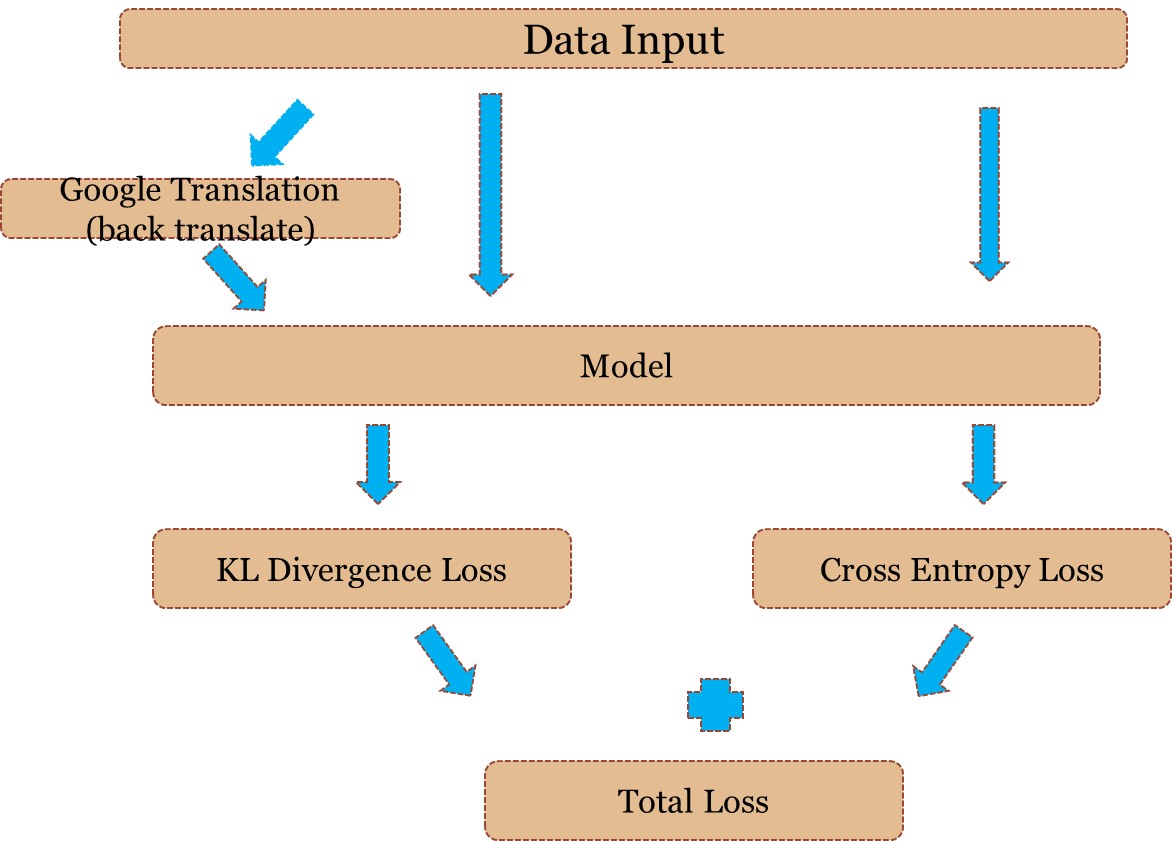 Data Input
Google Translation
(back translate)
Model
KL Divergence Loss
Cross Entropy Loss
Total Loss